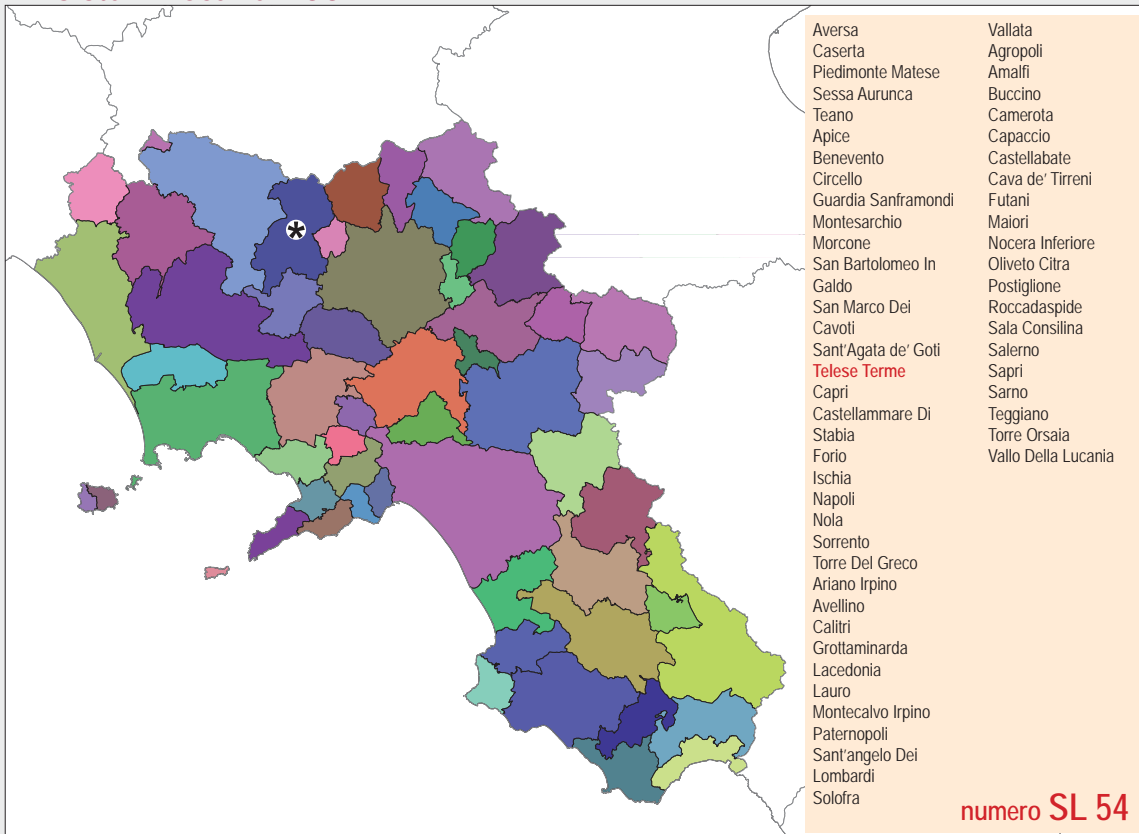 Aversa
Caserta
Piedimonte Matese
Sessa Aurunca
Teano
Apice
Benevento
Circello
Guardia Sanframondi
Montesarchio
Morcone
San Bartolomeo In
Galdo
San Marco Dei
Cavoti
Sant'Agata de' Goti
Telese Terme
Capri
Castellammare Di
Stabia
Forio
Ischia
Napoli
Nola
Sorrento
Torre Del Greco
Ariano Irpino
Avellino
Calitri
Grottaminarda
Lacedonia
Lauro
Montecalvo Irpino
Paternopoli
Sant'angelo Dei
Lombardi
Solofra
Vallata
Agropoli
Amalfi
Buccino
Camerota
Capaccio
Castellabate
Cava de' Tirreni
Futani
Maiori
Nocera Inferiore
Oliveto Citra
Postiglione
Roccadaspide
Sala Consilina
Salerno
Sapri
Sarno
Teggiano
Torre Orsaia
Vallo Della Lucania
*
numero SL 54